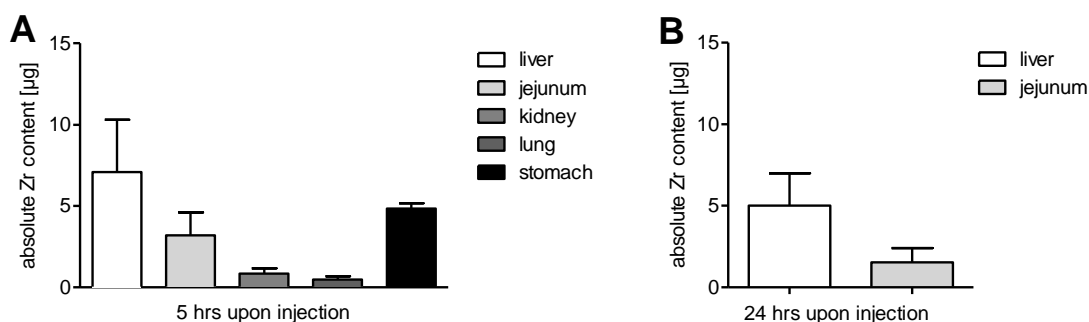 A
absolute Zr content [µg]
15
10
5
0
5 hrs upon injection
liver
jejunum
kidney
lung
stomach
B
absolute Zr content [µg]
15
10
5
0
24 hrs upon injection
liver
jejunum